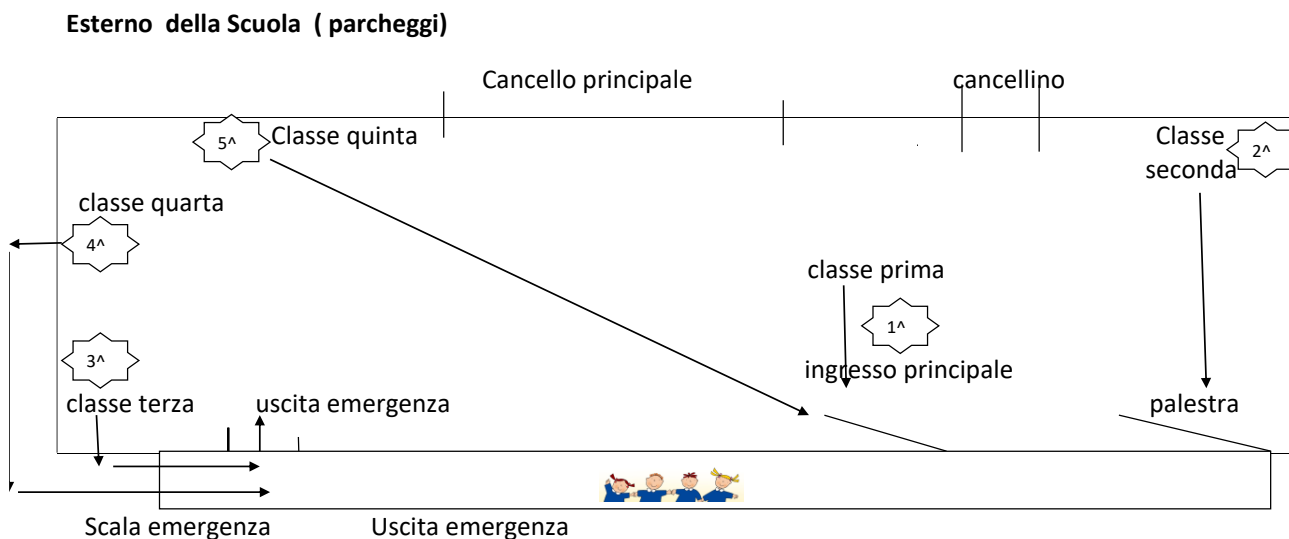 Esterno della Scuola ( parcheggi)
Cancello principale
cancellino
5^
Classe quinta
Classe
seconda
2^
classe quarta
4^
classe prima
1^
3^
ingresso principale
classe terza
uscita emergenza
palestra
Scala emergenza
Uscita emergenza